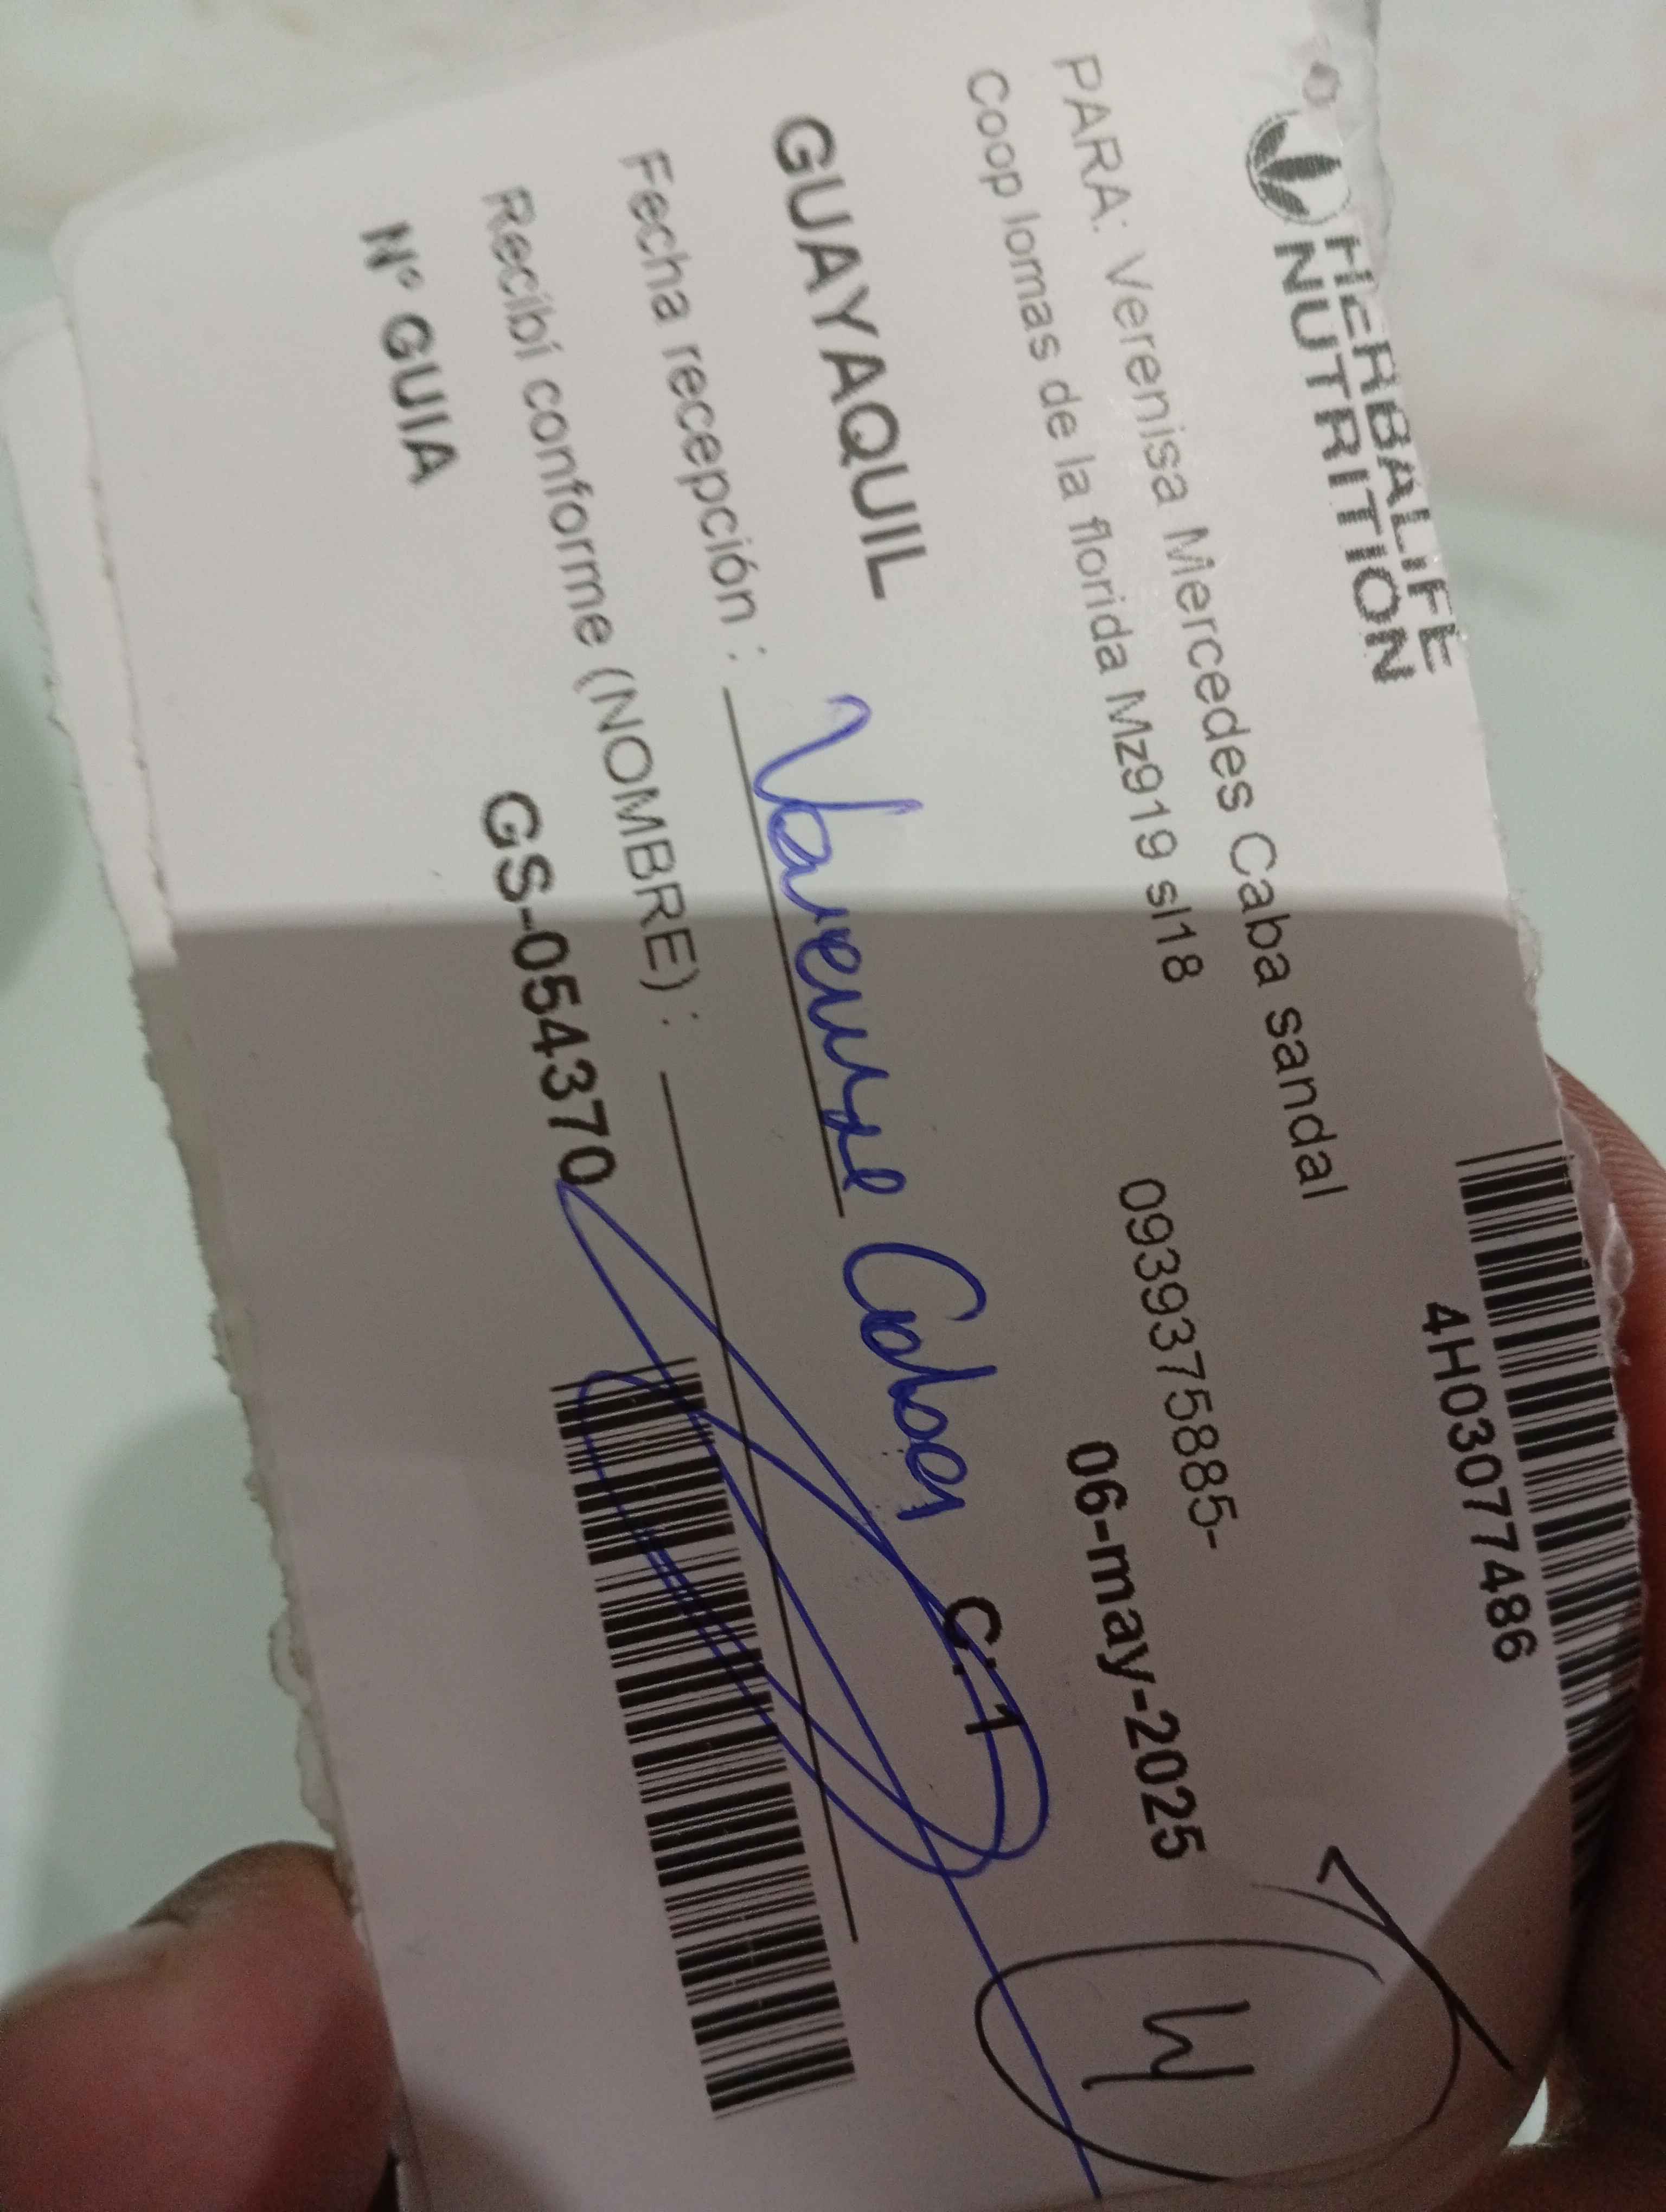 HERBALIFE
NUTRITION
4H03077486
PARA: Verenisa Mercedes Caba sandal
Coop lomas de la florida Mz919 sl18
0939375885-
06-may-2025
GUAYAQUIL
C.:1
Fecha recepción :
Recibí conforme (NOMBRE) :
N° GUIA
GS-054370